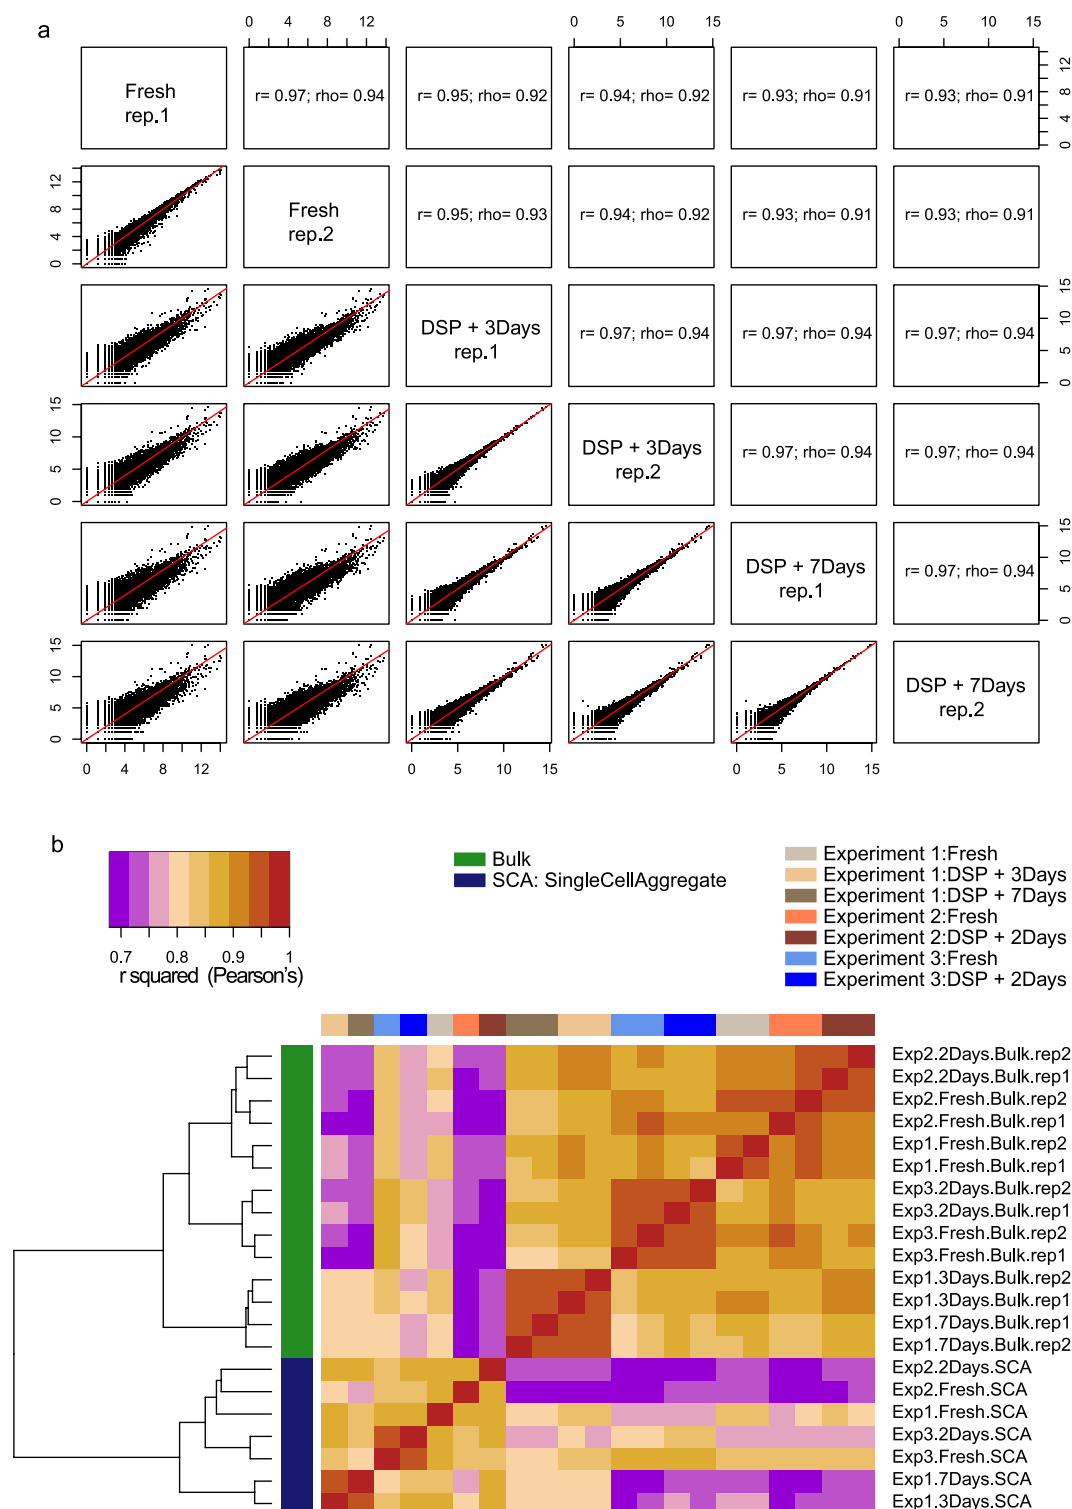 a
0 4 8 12
0 5 10 15
0 5 10 15
Fresh
rep.1
r= 0.97; rho= 0.94
r= 0.95; rho= 0.92
r= 0.94; rho= 0.92
r= 0.93; rho= 0.91
r= 0.93; rho= 0.91
0 4 8 12
0 4 8 12
Fresh
rep.2
r= 0.95; rho= 0.93
r= 0.94; rho= 0.92
r= 0.93; rho= 0.91
r= 0.93; rho= 0.91
DSP + 3Days
rep.1
r= 0.97; rho= 0.94
r= 0.97; rho= 0.94
r= 0.97; rho= 0.94
0 5 10 15
0 5 10 15
DSP + 3Days
rep.2
r= 0.97; rho= 0.94
r= 0.97; rho= 0.94
DSP + 7Days
rep.1
r= 0.97; rho= 0.94
0 5 10 15
0 5 10 15
DSP + 7Days
rep.2
0 4 8 12
0 5 10 15
0 5 10 15
b
0.7 0.8 0.9 1
r squared (Pearson's)
Bulk
SCA: SingleCellAggregate
Experiment 1:Fresh
Experiment 1:DSP + 3Days
Experiment 1:DSP + 7Days
Experiment 2:Fresh
Experiment 2:DSP + 2Days
Experiment 3:Fresh
Experiment 3:DSP + 2Days
Exp2.2Days.Bulk.rep2
Exp2.2Days.Bulk.rep1
Exp2.Fresh.Bulk.rep2
Exp2.Fresh.Bulk.rep1
Exp1.Fresh.Bulk.rep2
Exp1.Fresh.Bulk.rep1
Exp3.2Days.Bulk.rep2
Exp3.2Days.Bulk.rep1
Exp3.Fresh.Bulk.rep2
Exp3.Fresh.Bulk.rep1
Exp1.3Days.Bulk.rep2
Exp1.3Days.Bulk.rep1
Exp1.7Days.Bulk.rep1
Exp1.7Days.Bulk.rep2
Exp2.2Days.SCA
Exp2.Fresh.SCA
Exp1.Fresh.SCA
Exp3.2Days.SCA
Exp3.Fresh.SCA
Exp1.7Days.SCA
Exp1.3Days.SCA